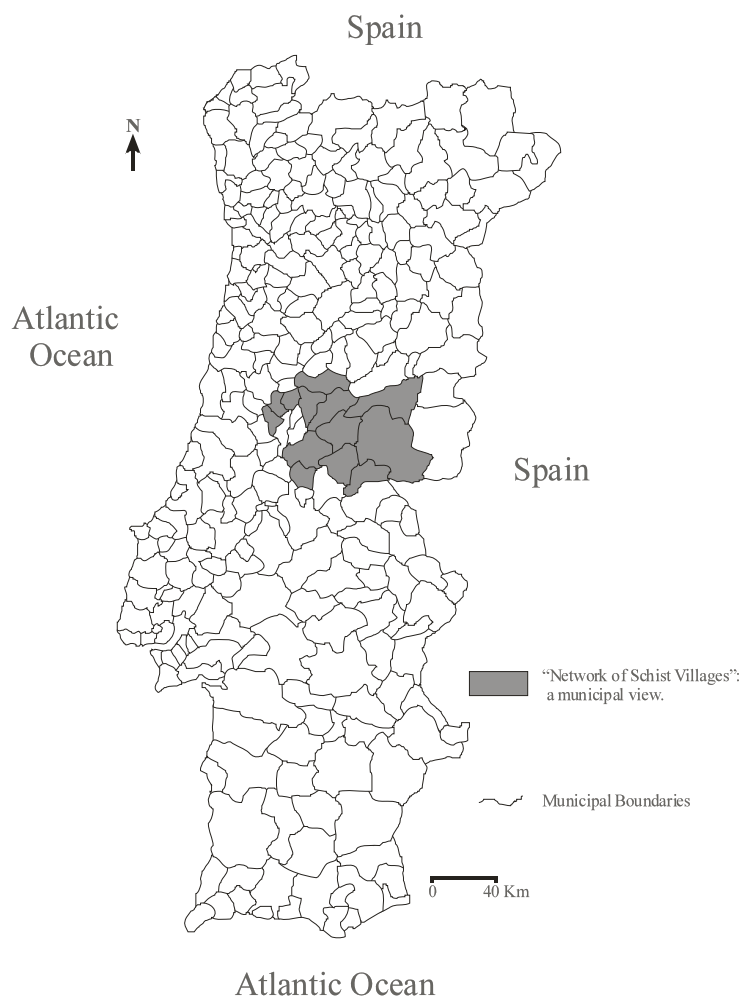 Spain
N
Atlantic
Ocean
Spain
“Network of Schist Villages”:
a municipal view.
Municipal Boundaries
0 40 Km
Atlantic Ocean